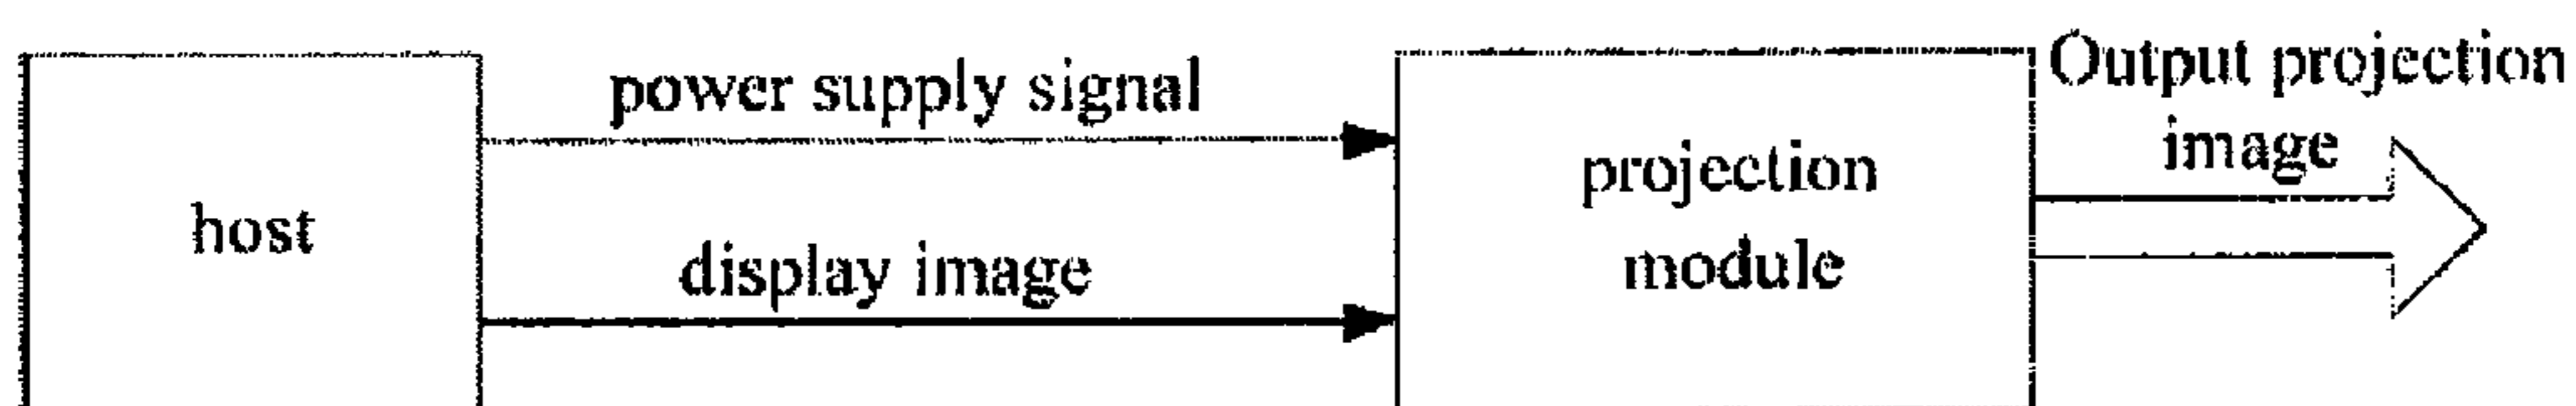 host
power supply signal
display image
projection
module
Output projection
image